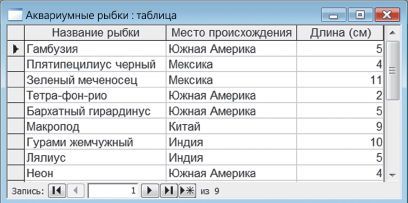 Аквариумные рыбки : таблица
Название рыбки Место происхождения Длина (см)
Гамбузия Южная Америка 5
Плятипецилиус черный Мексика 4
Зеленый меченосец Мексика 11
Тетра-фон-рио Южная Америка 2
Бархатный гирардинус Южная Америка 5
Макропод Китай 9
Гурами жемчужный Индия 10
Лялиус Индия 5
Неон Южная Америка 4
Запись: 1 из 9